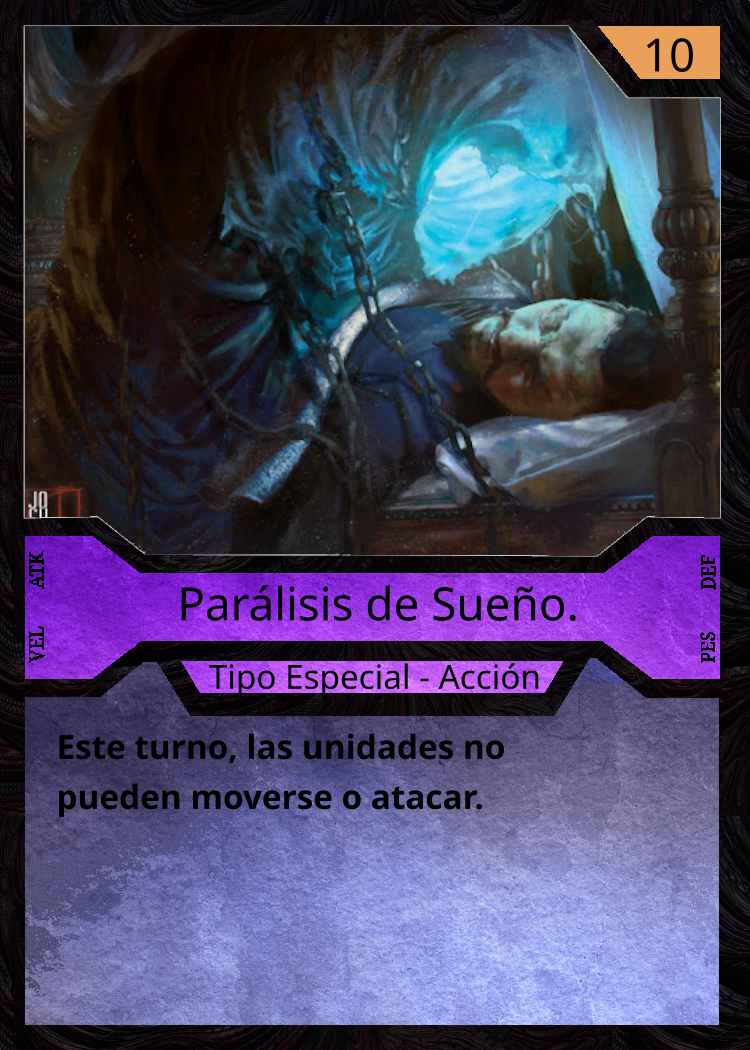 10
ATK
DEF
Parálisis de Sueño.
VEL
PES
Tipo Especial - Acción
Este turno, las unidades no
pueden moverse o atacar.